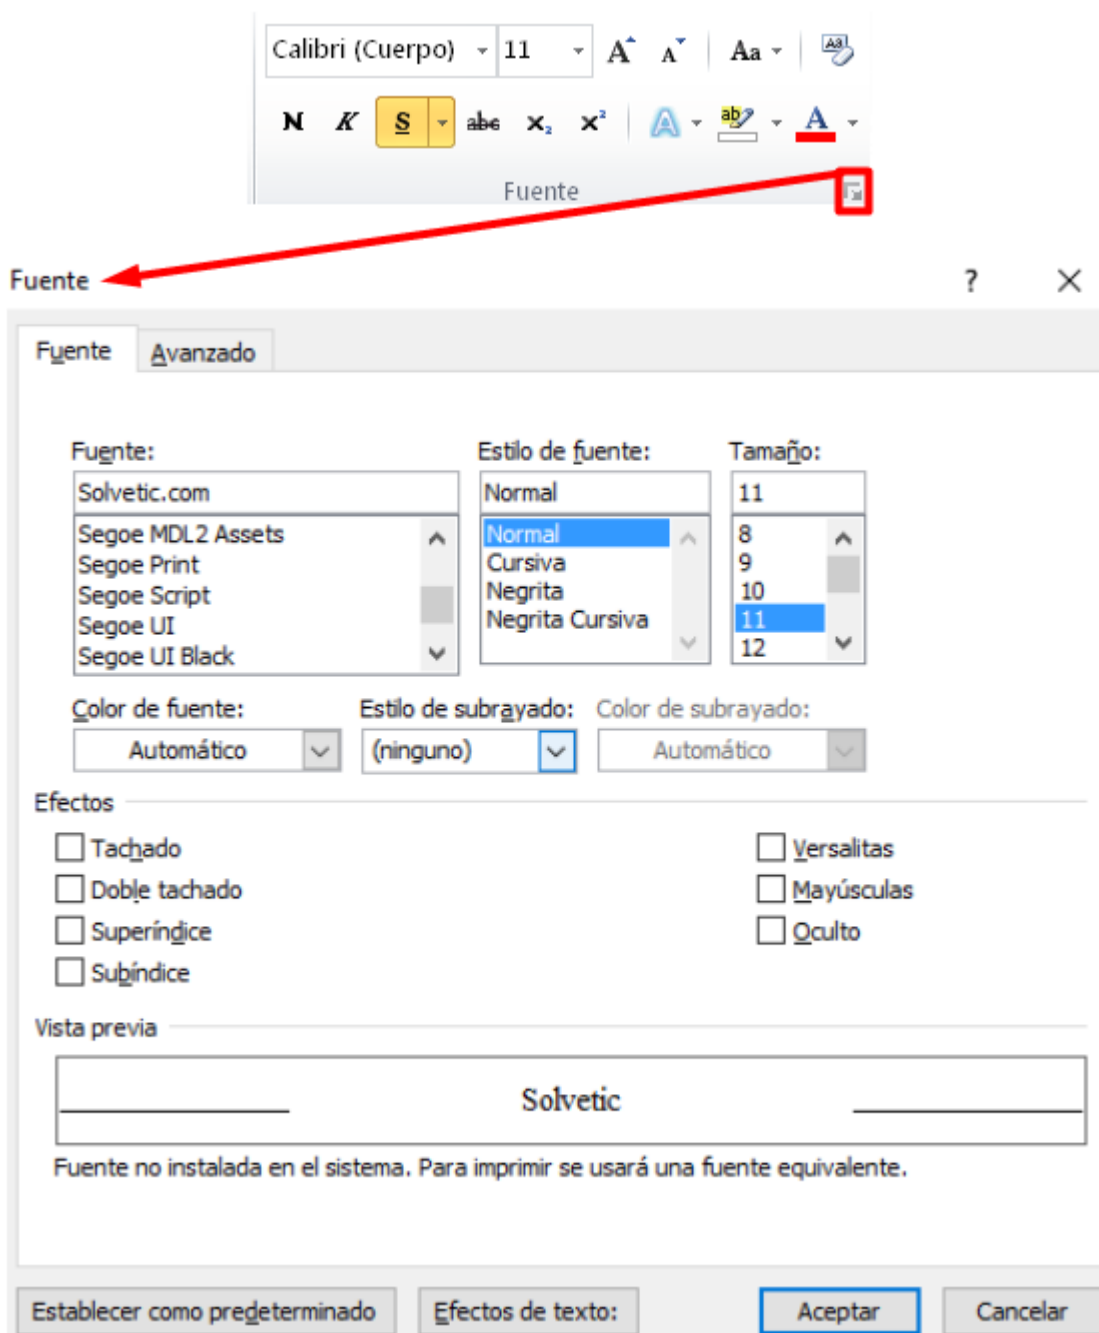 Calibri (Cuerpo) 11 A A Aa Aa
N K S abc x₂ x² A ab A
Fuente
Fuente ?
Fuente Avanzado
Fuente: Estilo de fuente: Tamaño:
Solvetic.com Normal 11
Segoe MDL2 Assets Normal 8
Segoe Print Cursiva 9
Segoe Script Negrita 10
Segoe UI Negrita Cursiva 11
Segoe UI Black 12
Color de fuente: Estilo de subrayado: Color de subrayado:
Automático (ninguno) Automático
Efectos
Tachado Versalitas
Doble tachado Mayúsculas
Superíndice Oculto
Subíndice
Vista previa
Solvetic
Fuente no instalada en el sistema. Para imprimir se usará una fuente equivalente.
Establecer como predeterminado Efectos de texto: Aceptar Cancelar